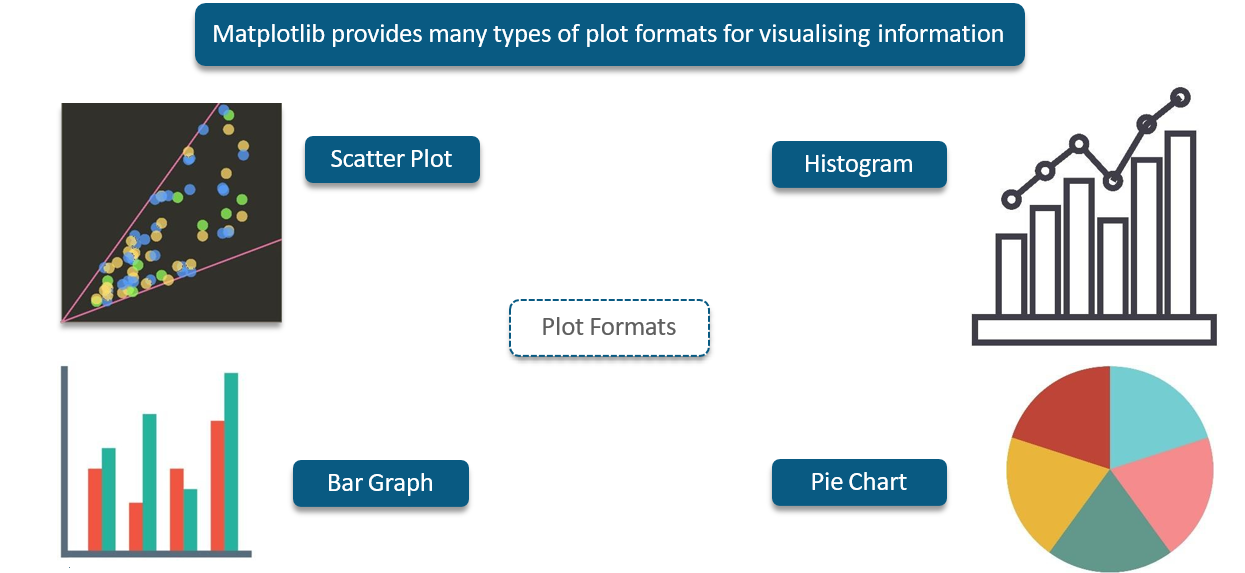 Matplotlib provides many types of plot formats for visualising information
Scatter Plot
Histogram
Plot Formats
Bar Graph
Pie Chart